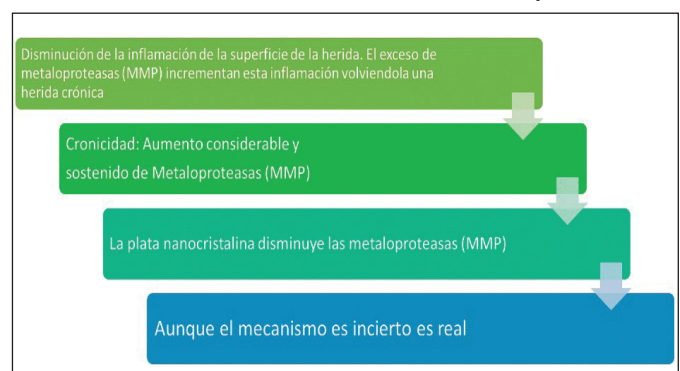 Disminución de la inflamación de la superficie de la herida. El exceso de
metaloproteasas (MMP) incrementan esta inflamación volviendola una
herida crónica
Cronicidad: Aumento considerable y
sostenido de Metaloproteasas (MMP)
La plata nanocristalina disminuye las metaloproteasas (MMP)
Aunque el mecanismo es incierto es real